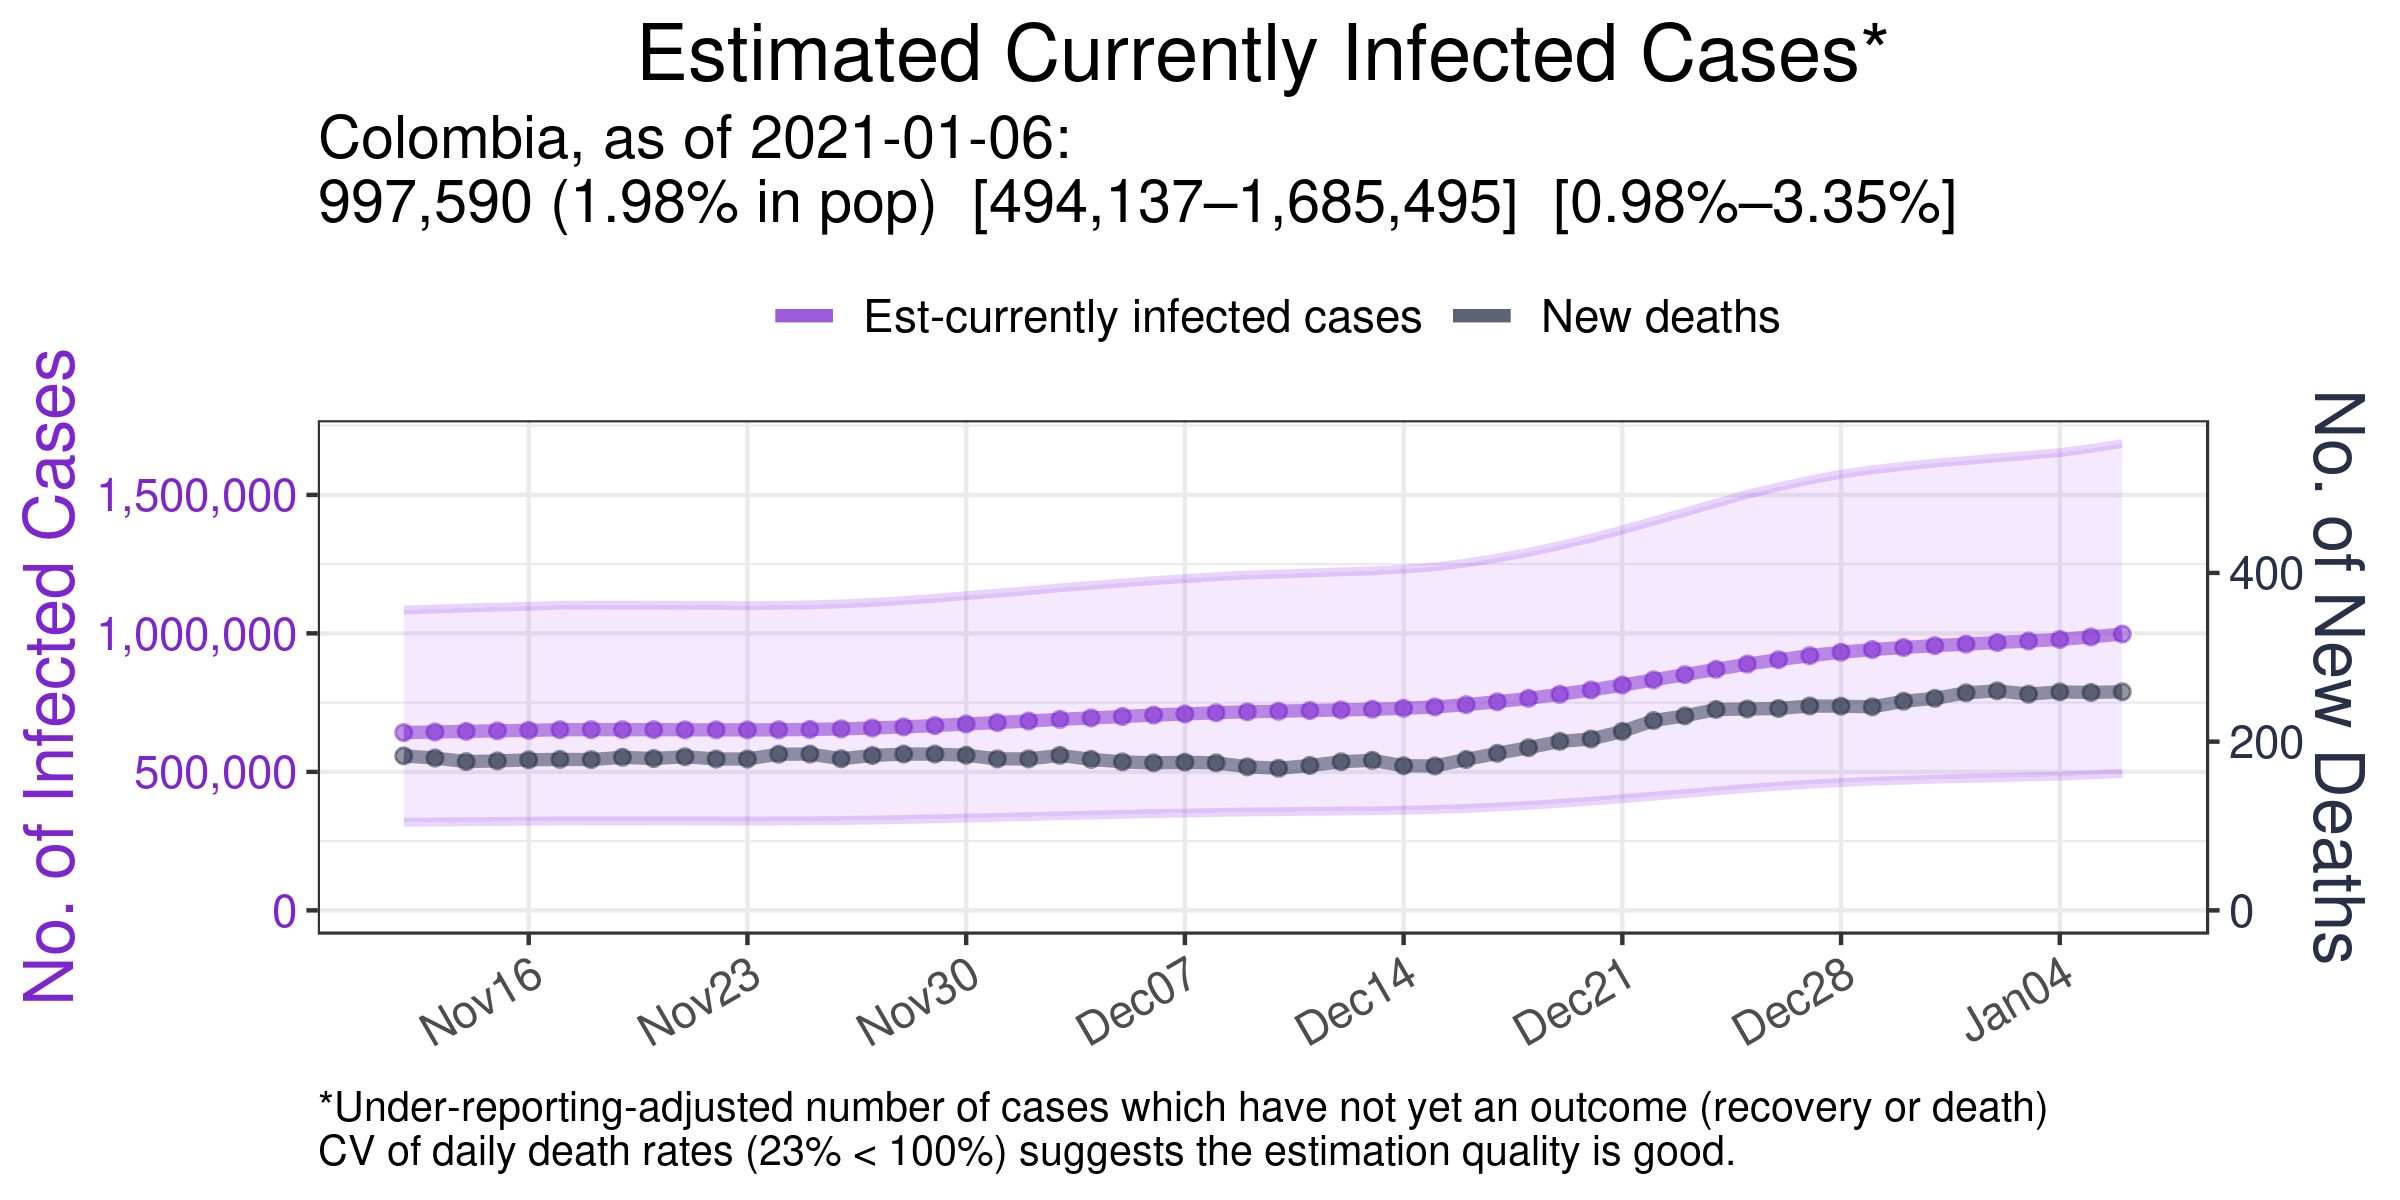 Estimated Currently Infected Cases*
Colombia, as of 2021-01-06:
997,590 (1.98% in pop) [494,137–1,685,495] [0.98%–3.35%]
Est-currently infected cases
New deaths
No. of Infected Cases
1,500,000
1,000,000
500,000
0
400
200
0
No. of New Deaths
Nov16
Nov23
Nov30
Dec07
Dec14
Dec21
Dec28
Jan04
*Under-reporting-adjusted number of cases which have not yet an outcome (recovery or death)
CV of daily death rates (23% < 100%) suggests the estimation quality is good.